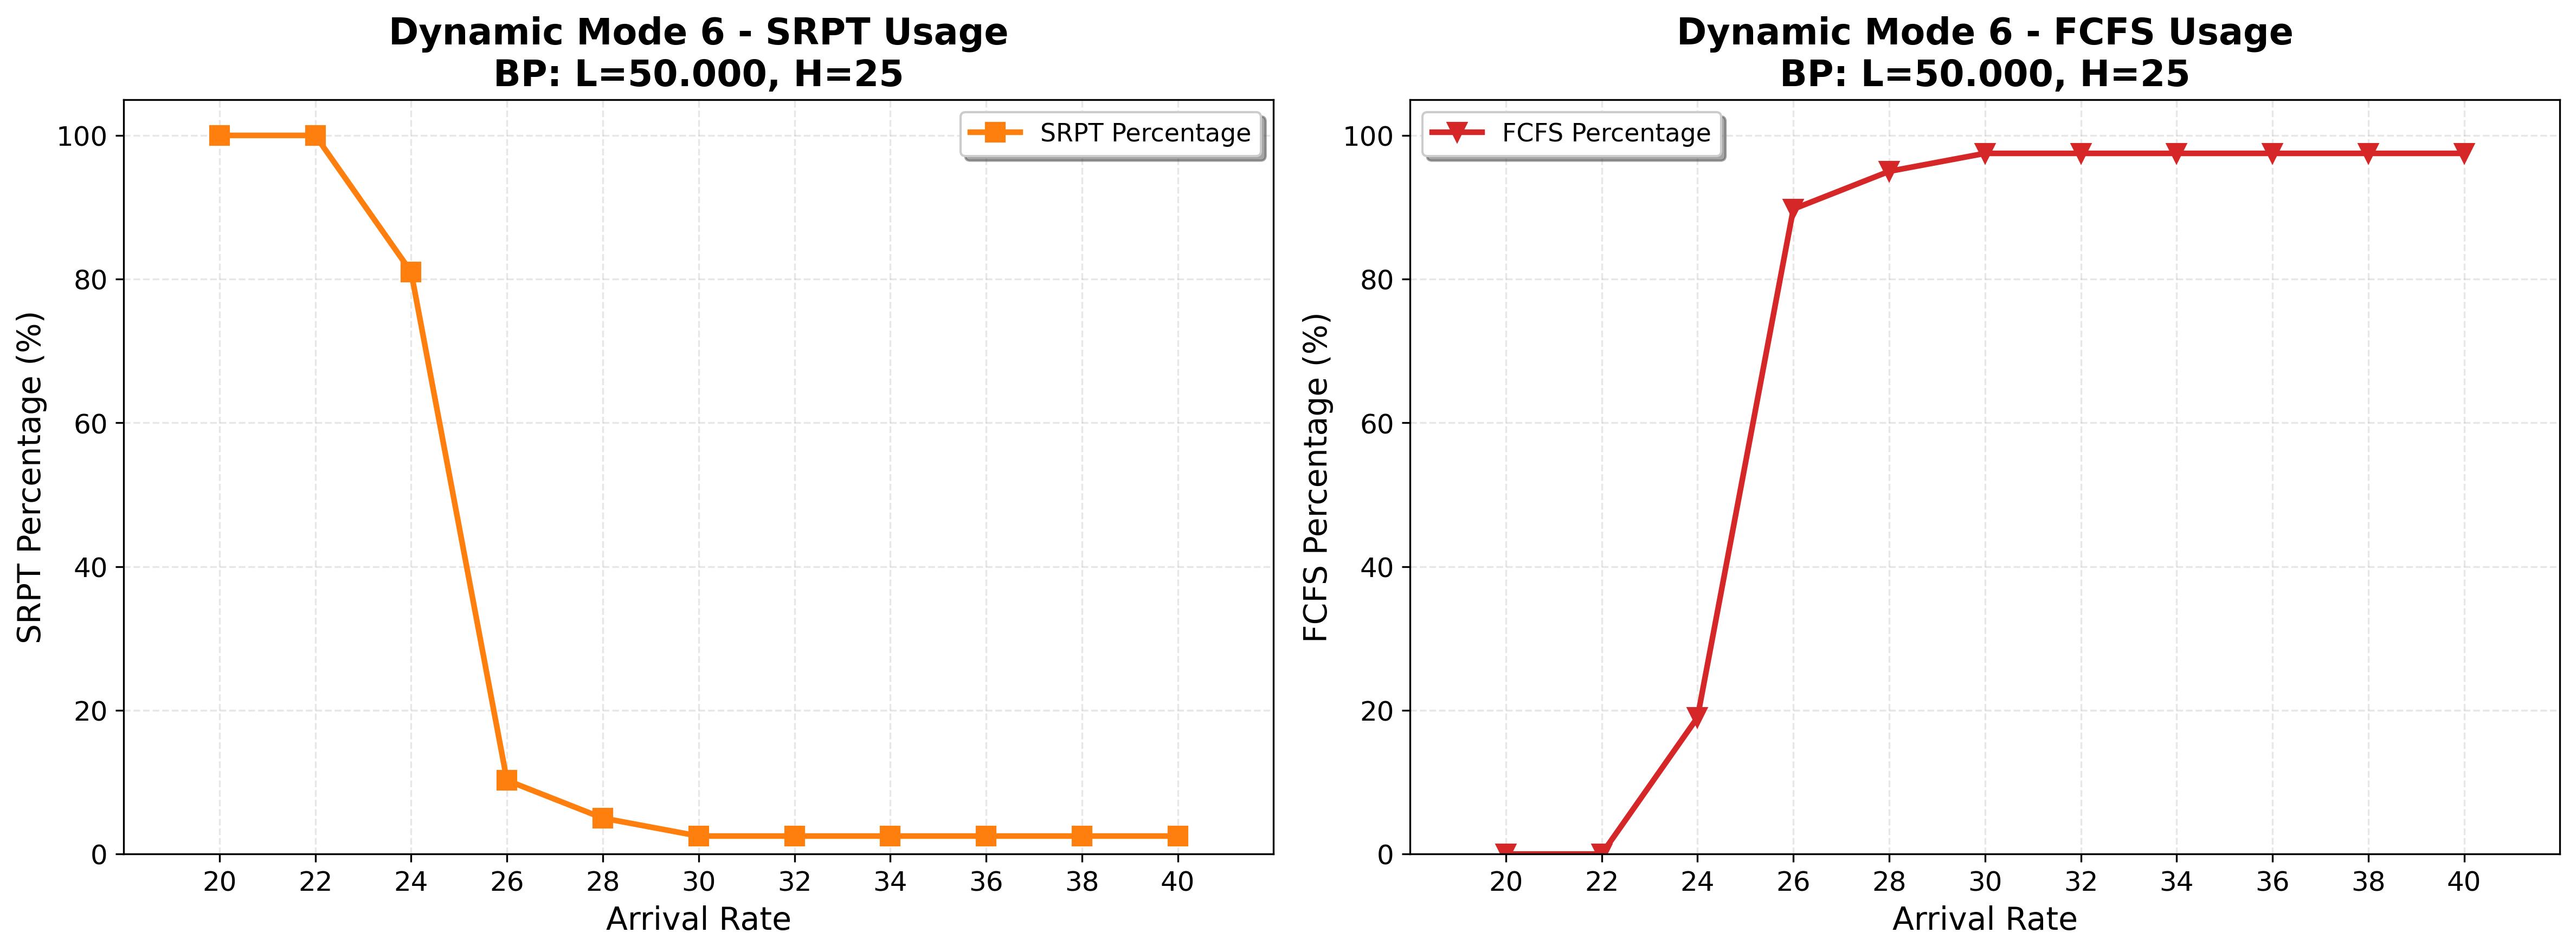 Dynamic Mode 6 - SRPT Usage
BP: L=50.000, H=25
SRPT Percentage
100
80
60
40
20
0
SRPT Percentage (%)
20 22 24 26 28 30 32 34 36 38 40
Arrival Rate
Dynamic Mode 6 - FCFS Usage
BP: L=50.000, H=25
FCFS Percentage
100
80
60
40
20
0
FCFS Percentage (%)
20 22 24 26 28 30 32 34 36 38 40
Arrival Rate